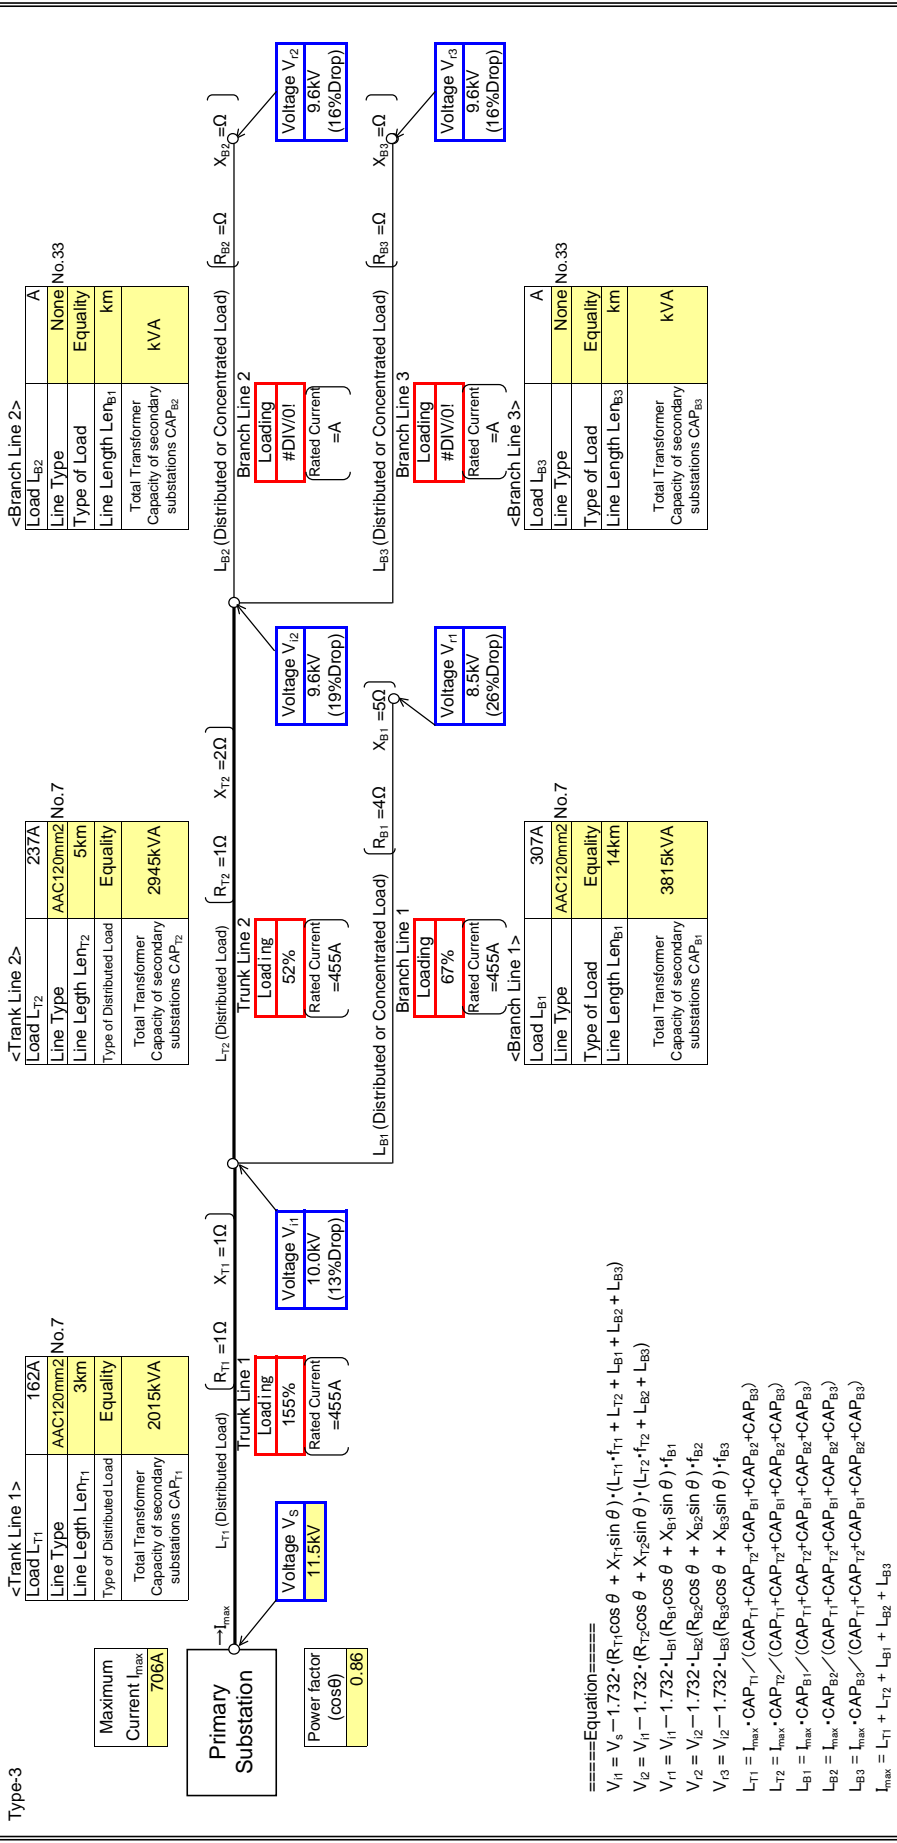 Type-3
Maximum
Current Imax
706A
Primary
Substation
Power factor
(cosθ)
0.86
→Imax
Voltage VS
11.5kV
<Trank Line 1>
Load LT1 162A
Line Type AAC120mm2 No.7
Line Legth LenT1 3km
Type of Distributed Load Equality
Total Transformer
Capacity of secondary
substations CAPT1
2015kVA
LT1 (Distributed Load) (RT1 =1Ω XT1 =1Ω)
Trunk Line 1
Loading
155%
(Rated Current
=455A)
Voltage Vi1
10.0kV
(13%Drop)
<Trank Line 2>
Load LT2 237A
Line Type AAC120mm2 No.7
Line Legth LenT2 5km
Type of Distributed Load Equality
Total Transformer
Capacity of secondary
substations CAPT2
2945kVA
LT2 (Distributed Load) (RT2 =1Ω XT2 =2Ω)
Trunk Line 2
Loading
52%
(Rated Current
=455A)
Voltage Vi2
9.6kV
(19%Drop)
LB1 (Distributed or Concentrated Load) (RB1 =4Ω XB1 =5Ω)
Branch Line 1
Loading
67%
(Rated Current
=455A)
Voltage Vr1
8.5kV
(26%Drop)
<Branch Line 1>
Load LB1 307A
Line Type AAC120mm2 No.7
Type of Load Equality
Line Length LenB1 14km
Total Transformer
Capacity of secondary
substations CAPB1
3815kVA
<Branch Line 2>
Load LB2 A
Line Type None No.33
Type of Load Equality
Line Length LenB1 km
Total Transformer
Capacity of secondary
substations CAPB2
kVA
LB2 (Distributed or Concentrated Load) (RB2 =Ω XB2 =Ω)
Branch Line 2
Loading
#DIV/0!
(Rated Current
=A)
Voltage Vr2
9.6kV
(16%Drop)
LB3 (Distributed or Concentrated Load) (RB3 =Ω XB3 =Ω)
Branch Line 3
Loading
#DIV/0!
(Rated Current
=A)
Voltage Vr3
9.6kV
(16%Drop)
<Branch Line 3>
Load LB3 A
Line Type None No.33
Type of Load Equality
Line Length LenB3 km
Total Transformer
Capacity of secondary
substations CAPB3
kVA
=====Equation=====
Vi1 = Vs－1.732・(RT1cos θ + XT1sin θ)・(LT1・fT1 + LT2 + LB1 + LB2 + LB3)
Vi2 = Vi1－1.732・(RT2cos θ + XT2sin θ)・(LT2・fT2 + LB2 + LB3)
Vr1 = Vi1－1.732・LB1(RB1cos θ + XB1sin θ)・fB1
Vr2 = Vi2－1.732・LB2(RB2cos θ + XB2sin θ)・fB2
Vr3 = Vi2－1.732・LB3(RB3cos θ + XB3sin θ)・fB3
LT1 = Imax・CAPT1／(CAPT1+CAPT2+CAPB1+CAPB2+CAPB3)
LT2 = Imax・CAPT2／(CAPT1+CAPT2+CAPB1+CAPB2+CAPB3)
LB1 = Imax・CAPB1／(CAPT1+CAPT2+CAPB1+CAPB2+CAPB3)
LB2 = Imax・CAPB2／(CAPT1+CAPT2+CAPB1+CAPB2+CAPB3)
LB3 = Imax・CAPB3／(CAPT1+CAPT2+CAPB1+CAPB2+CAPB3)
Imax = LT1 + LT2 + LB1 + LB2 + LB3